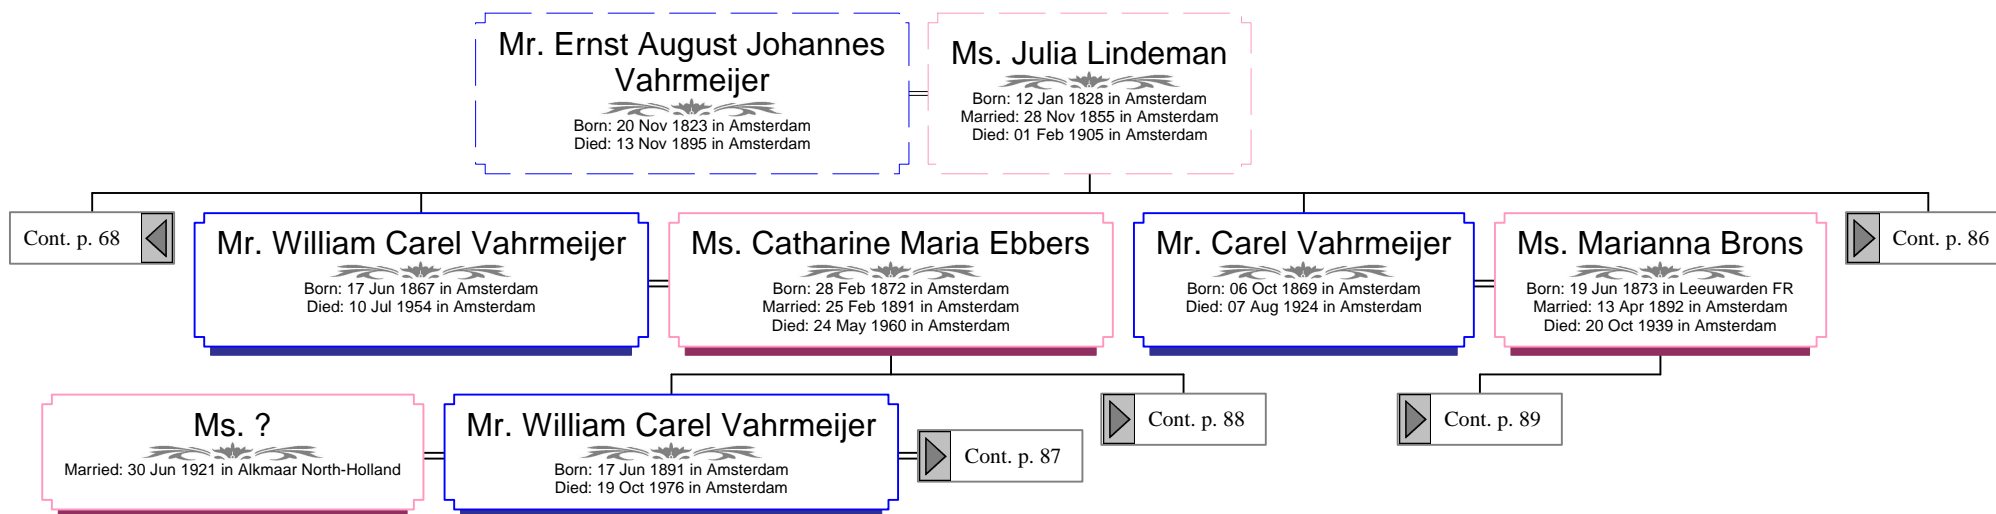 Mr. Ernst August Johannes
Vahrmeijer
Born: 20 Nov 1823 in Amsterdam
Died: 13 Nov 1895 in Amsterdam
Ms. Julia Lindeman
Born: 12 Jan 1828 in Amsterdam
Married: 28 Nov 1855 in Amsterdam
Died: 01 Feb 1905 in Amsterdam
Cont. p. 68
Mr. William Carel Vahrmeijer
Born: 17 Jun 1867 in Amsterdam
Died: 10 Jul 1954 in Amsterdam
Ms. Catharine Maria Ebbers
Born: 28 Feb 1872 in Amsterdam
Married: 25 Feb 1891 in Amsterdam
Died: 24 May 1960 in Amsterdam
Mr. Carel Vahrmeijer
Born: 06 Oct 1869 in Amsterdam
Died: 07 Aug 1924 in Amsterdam
Ms. Marianna Brons
Born: 19 Jun 1873 in Leeuwarden FR
Married: 13 Apr 1892 in Amsterdam
Died: 20 Oct 1939 in Amsterdam
Cont. p. 86
Ms. ?
Married: 30 Jun 1921 in Alkmaar North-Holland
Mr. William Carel Vahrmeijer
Born: 17 Jun 1891 in Amsterdam
Died: 19 Oct 1976 in Amsterdam
Cont. p. 87
Cont. p. 88
Cont. p. 89